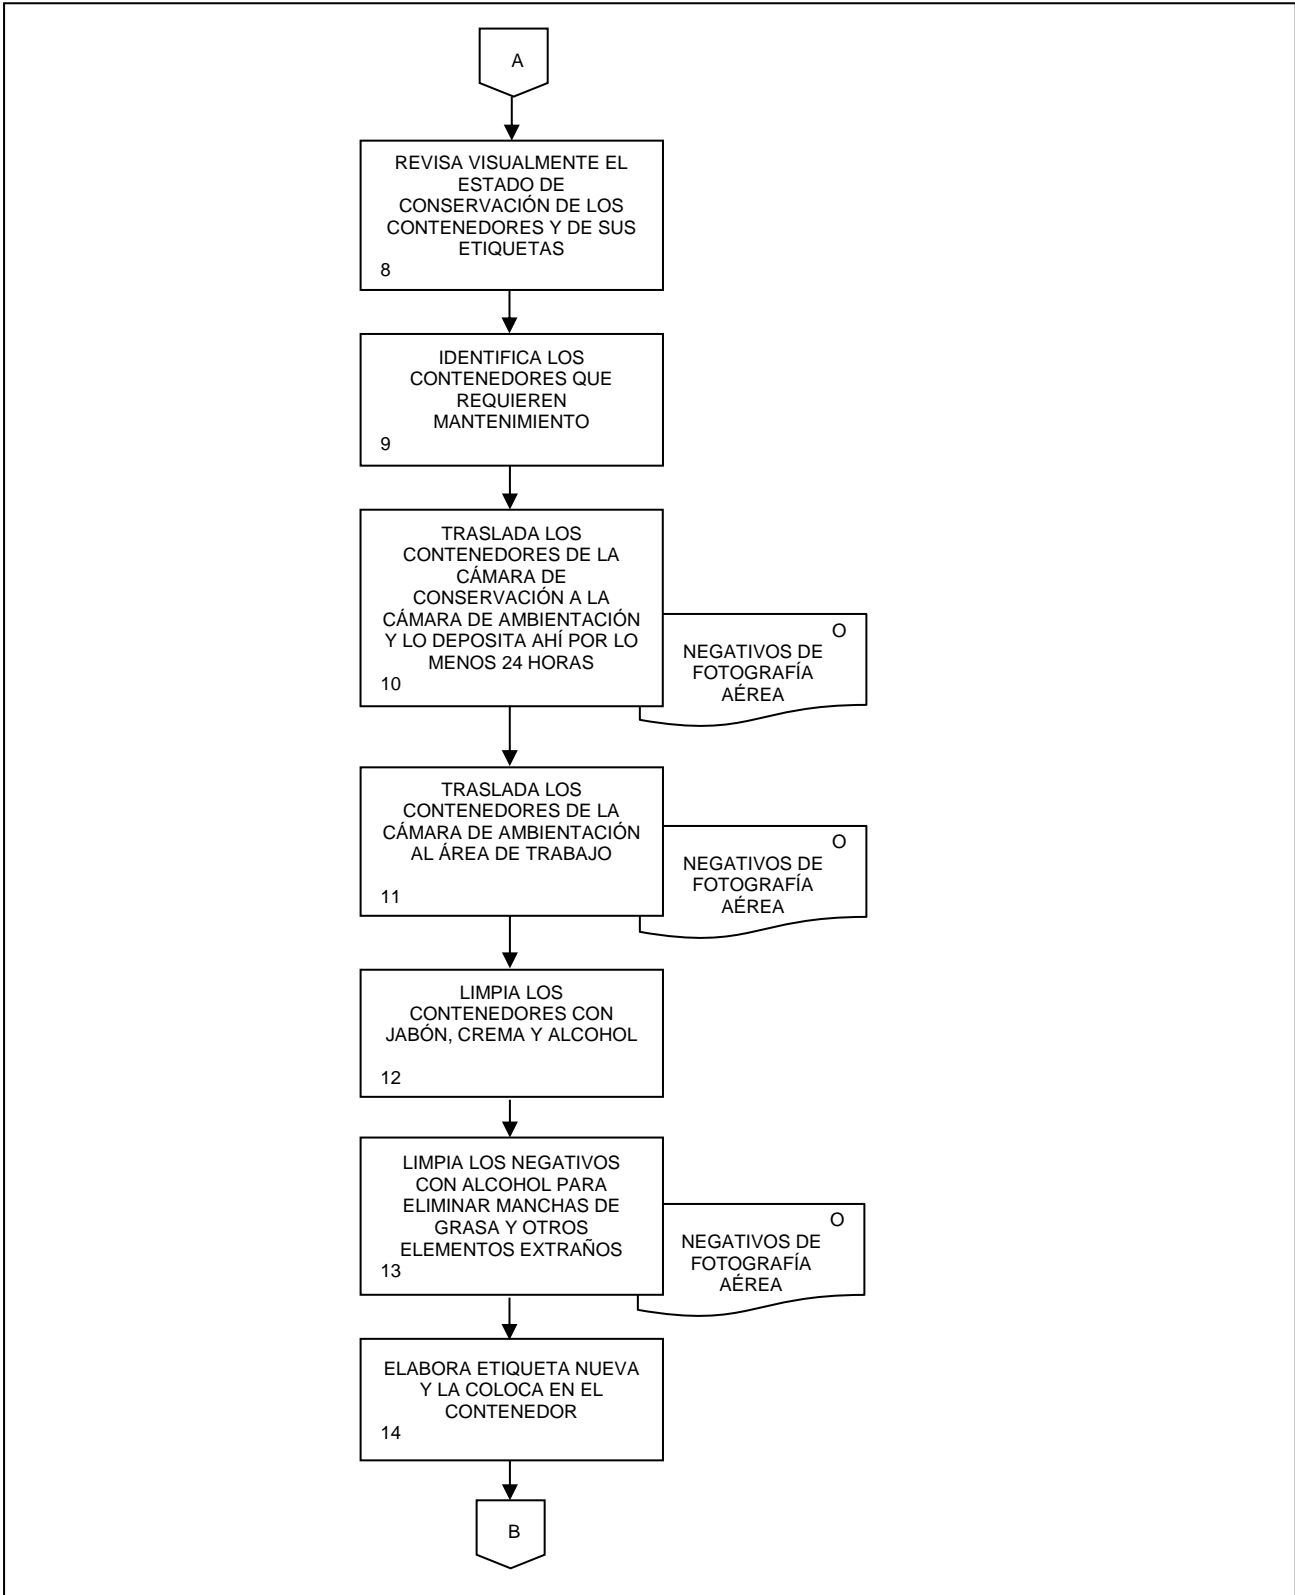 A
REVISA VISUALMENTE EL
ESTADO DE
CONSERVACIÓN DE LOS
CONTENEDORES Y DE SUS
ETIQUETAS
8
IDENTIFICA LOS
CONTENEDORES QUE
REQUIEREN
MANTENIMIENTO
9
TRASLADA LOS
CONTENEDORES DE LA
CÁMARA DE
CONSERVACIÓN A LA
CÁMARA DE AMBIENTACIÓN
Y LO DEPOSITA AHÍ POR LO
MENOS 24 HORAS
10
O
NEGATIVOS DE
FOTOGRAFÍA
AÉREA
TRASLADA LOS
CONTENEDORES DE LA
CÁMARA DE AMBIENTACIÓN
AL ÁREA DE TRABAJO
11
O
NEGATIVOS DE
FOTOGRAFÍA
AÉREA
LIMPIA LOS
CONTENEDORES CON
JABÓN, CREMA Y ALCOHOL
12
LIMPIA LOS NEGATIVOS
CON ALCOHOL PARA
ELIMINAR MANCHAS DE
GRASA Y OTROS
ELEMENTOS EXTRAÑOS
13
O
NEGATIVOS DE
FOTOGRAFÍA
AÉREA
ELABORA ETIQUETA NUEVA
Y LA COLOCA EN EL
CONTENEDOR
14
B